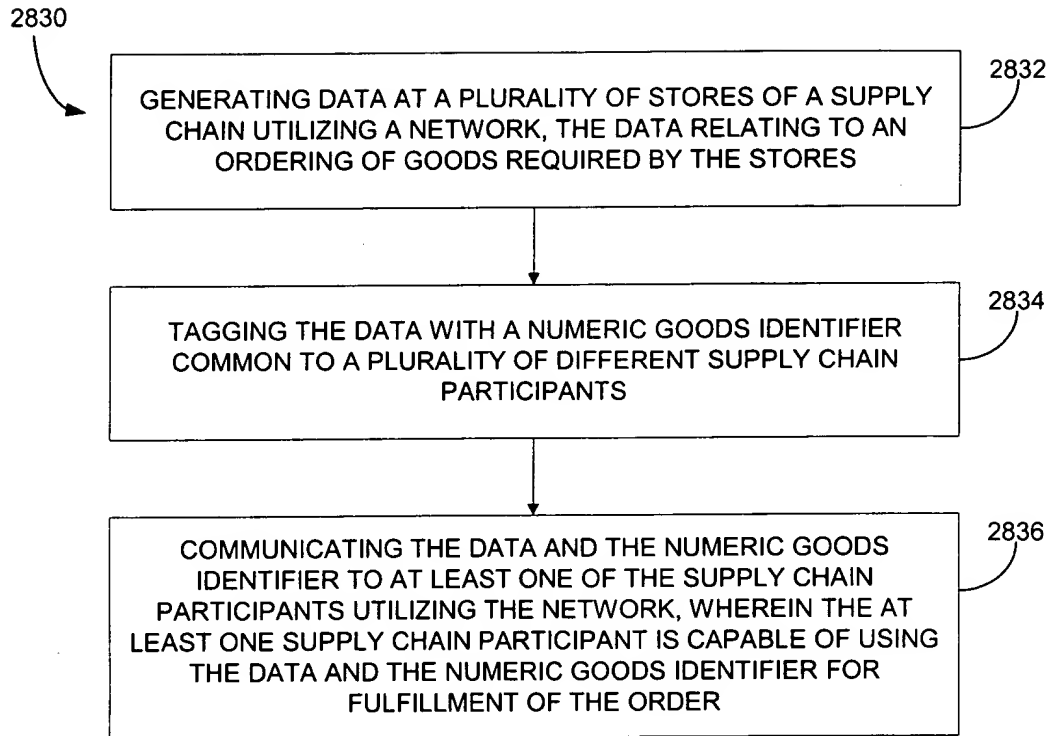 2830
2832
GENERATING DATA AT A PLURALITY OF STORES OF A SUPPLY
CHAIN UTILIZING A NETWORK, THE DATA RELATING TO AN
ORDERING OF GOODS REQUIRED BY THE STORES
2834
TAGGING THE DATA WITH A NUMERIC GOODS IDENTIFIER
COMMON TO A PLURALITY OF DIFFERENT SUPPLY CHAIN
PARTICIPANTS
2836
COMMUNICATING THE DATA AND THE NUMERIC GOODS
IDENTIFIER TO AT LEAST ONE OF THE SUPPLY CHAIN
PARTICIPANTS UTILIZING THE NETWORK, WHEREIN THE AT
LEAST ONE SUPPLY CHAIN PARTICIPANT IS CAPABLE OF USING
THE DATA AND THE NUMERIC GOODS IDENTIFIER FOR
FULFILLMENT OF THE ORDER